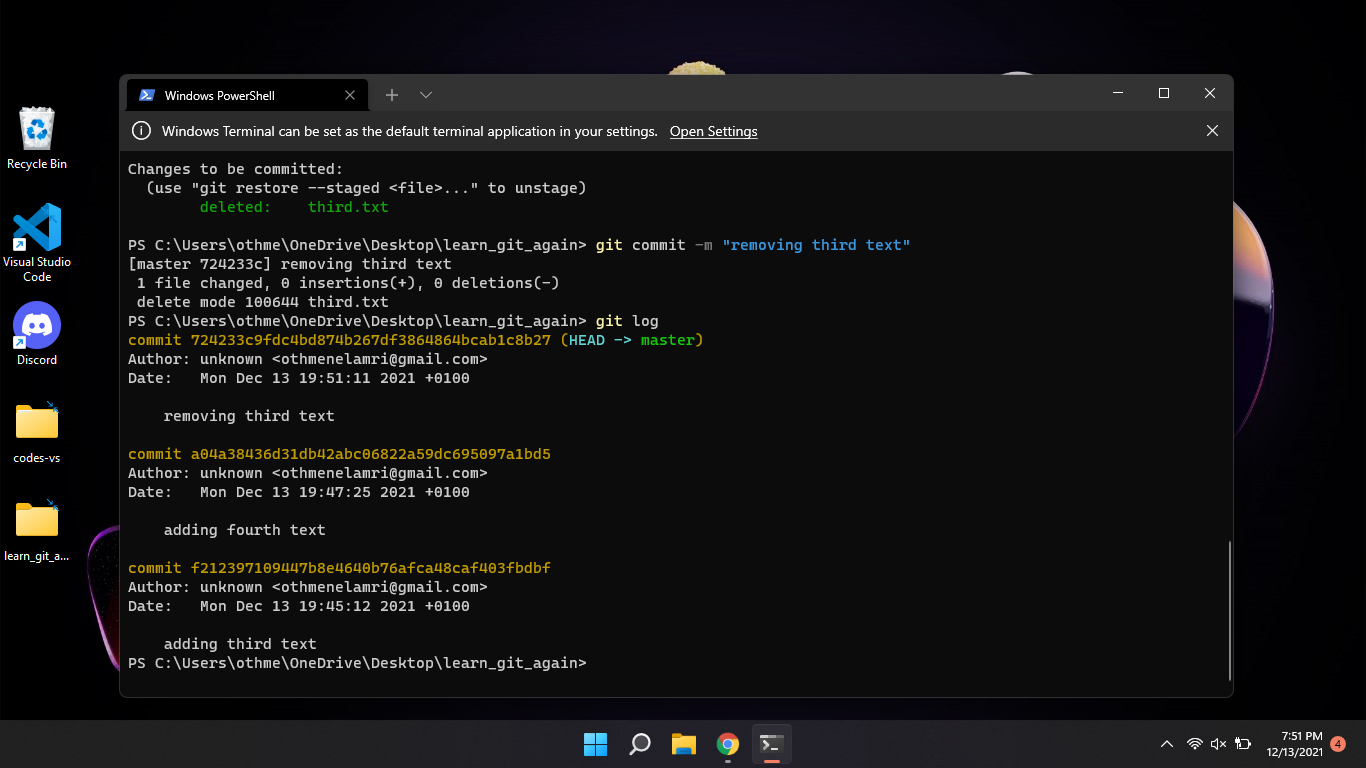 Recycle Bin
Visual Studio
Code
Discord
codes-vs
learn_git_a...
Windows PowerShell
Windows Terminal can be set as the default terminal application in your settings. Open Settings
Changes to be committed:
(use "git restore --staged <file>..." to unstage)
deleted: third.txt
PS C:\Users\othme\OneDrive\Desktop\learn_git_again> git commit -m "removing third text"
[master 724233c] removing third text
1 file changed, 0 insertions(+), 0 deletions(-)
delete mode 100644 third.txt
PS C:\Users\othme\OneDrive\Desktop\learn_git_again> git log
commit 724233c9fdc4bd874b267df3864864bcab1c8b27 (HEAD -> master)
Author: unknown <othmenelamri@gmail.com>
Date: Mon Dec 13 19:51:11 2021 +0100
removing third text
commit a04a38436d31db42abc06822a59dc695097a1bd5
Author: unknown <othmenelamri@gmail.com>
Date: Mon Dec 13 19:47:25 2021 +0100
adding fourth text
commit f212397109447b8e4640b76afca48caf403fbdbf
Author: unknown <othmenelamri@gmail.com>
Date: Mon Dec 13 19:45:12 2021 +0100
adding third text
PS C:\Users\othme\OneDrive\Desktop\learn_git_again>
7:51 PM
12/13/2021
4